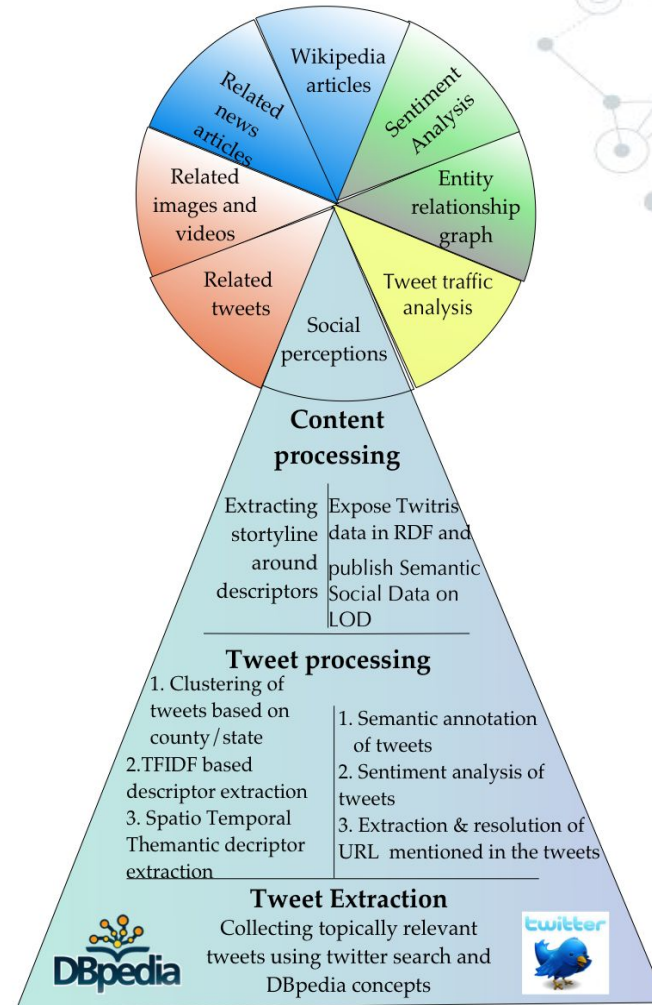 Wikipedia
articles
Related
news
articles
Sentiment
Analysis
Related
images and
videos
Entity
relationship
graph
Related
tweets
Tweet traffic
analysis
Social
perceptions
Content
processing
Extracting
stortyline
around
descriptors
Expose Twitris
data in RDF and
publish Semantic
Social Data on
LOD
Tweet processing
1. Clustering of
tweets based on
county/state
2.TFIDF based
descriptor extraction
3. Spatio Temporal
Themantic decriptor
extraction
1. Semantic annotation
of tweets
2. Sentiment analysis of
tweets
3. Extraction & resolution of
URL mentioned in the tweets
Tweet Extraction
Collecting topically relevant
tweets using twitter search and
DBpedia concepts
DBpedia
twitter